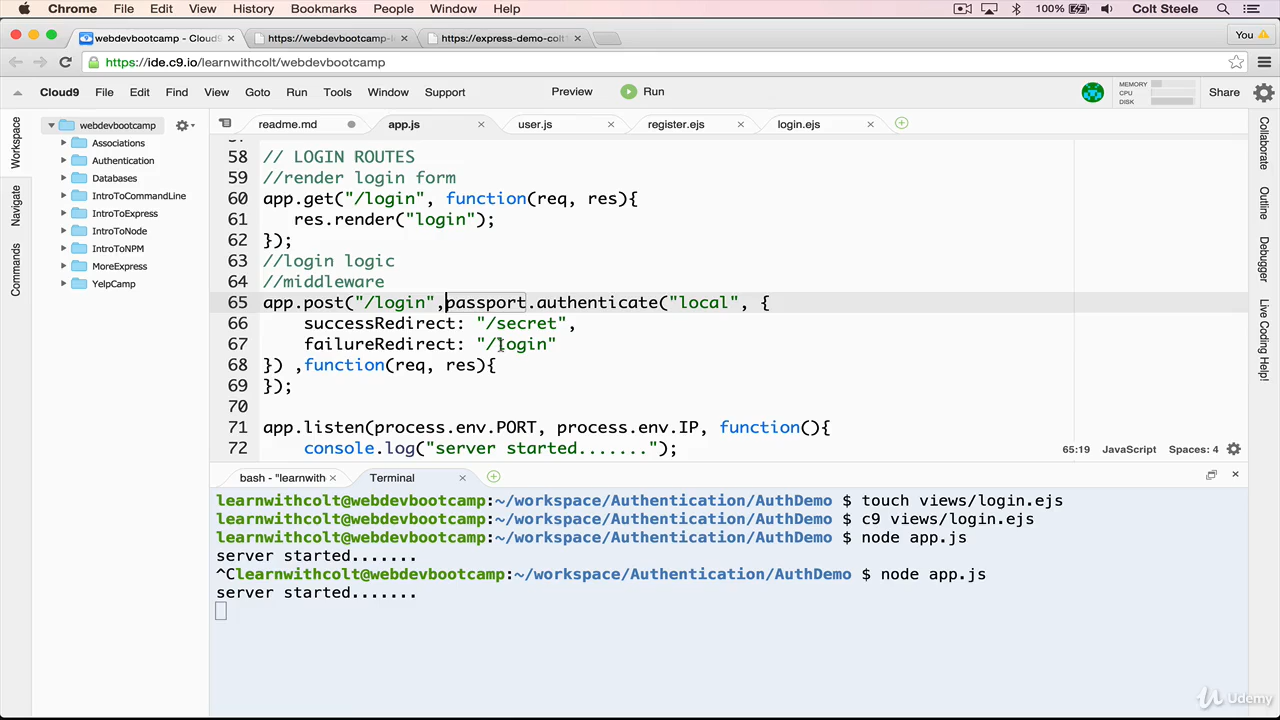 Chrome File Edit View History Bookmarks People Window Help 100% Colt Steele
webdevbootcamp - Cloud9 https://webdevbootcamp-l https://express-demo-colt You
https://ide.c9.io/learnwithcolt/webdevbootcamp
Cloud9 File Edit Find View Goto Run Tools Window Support Preview Run MEMORY CPU DISK Share
webdevbootcamp
Associations
Authentication
Databases
IntroToCommandLine
IntroToExpress
IntroToNode
IntroToNPM
MoreExpress
YelpCamp
Workspace
Navigate
Commands
readme.md app.js user.js register.ejs login.ejs
57
58 // LOGIN ROUTES
59 //render login form
60 app.get("/login", function(req, res){
61 res.render("login");
62 });
63 //login logic
64 //middleware
65 app.post("/login",passport.authenticate("local", {
66 successRedirect: "/secret",
67 failureRedirect: "/login"
68 }) ,function(req, res){
69 });
70
71 app.listen(process.env.PORT, process.env.IP, function(){
72 console.log("server started.......");
65:19 JavaScript Spaces: 4
Collaborate
Outline
Debugger
Live Coding Help!
bash - "learnwith Terminal
learnwithcolt@webdevbootcamp:~/workspace/Authentication/AuthDemo $ touch views/login.ejs
learnwithcolt@webdevbootcamp:~/workspace/Authentication/AuthDemo $ c9 views/login.ejs
learnwithcolt@webdevbootcamp:~/workspace/Authentication/AuthDemo $ node app.js
server started.......
^Clearnwithcolt@webdevbootcamp:~/workspace/Authentication/AuthDemo $ node app.js
server started.......
Udemy